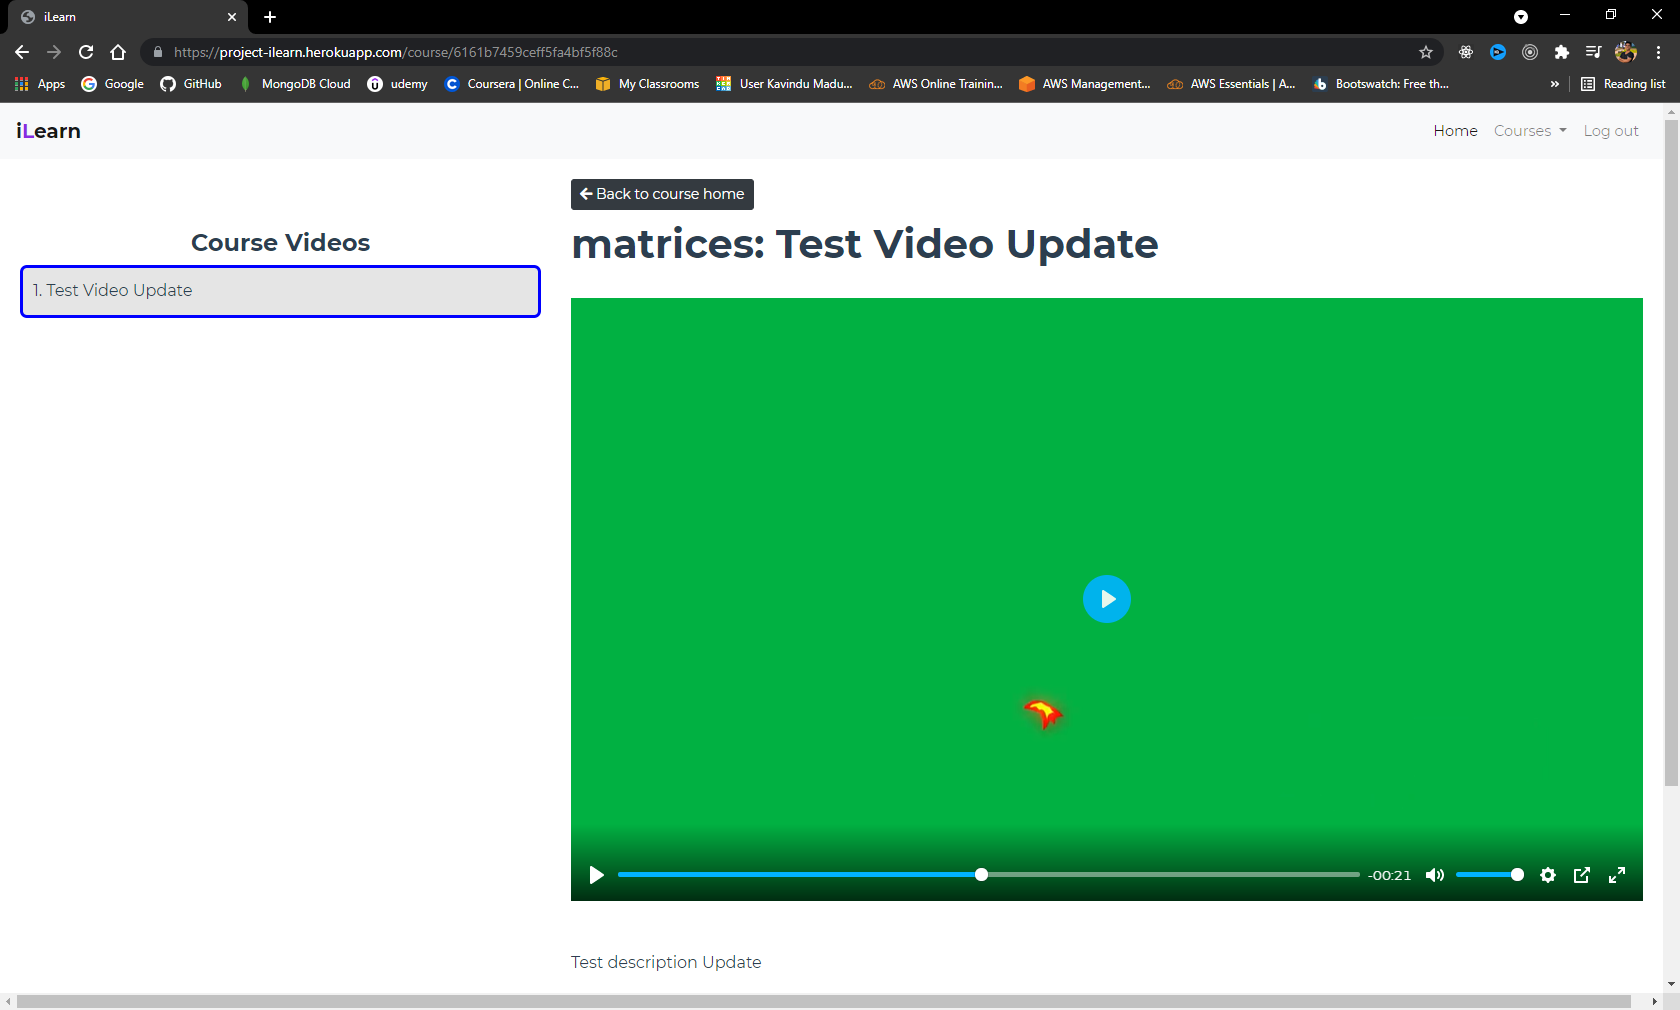 iLearn
https://project-ilearn.herokuapp.com/course/6161b7459ceff5fa4bf5f88c
Apps Google GitHub MongoDB Cloud udemy Coursera | Online C... My Classrooms User Kavindu Madu... AWS Online Trainin... AWS Management... AWS Essentials | A... Bootswatch: Free th... » Reading list
iLearn Home Courses Log out
Back to course home
Course Videos
1. Test Video Update
matrices: Test Video Update
-00:21
Test description Update